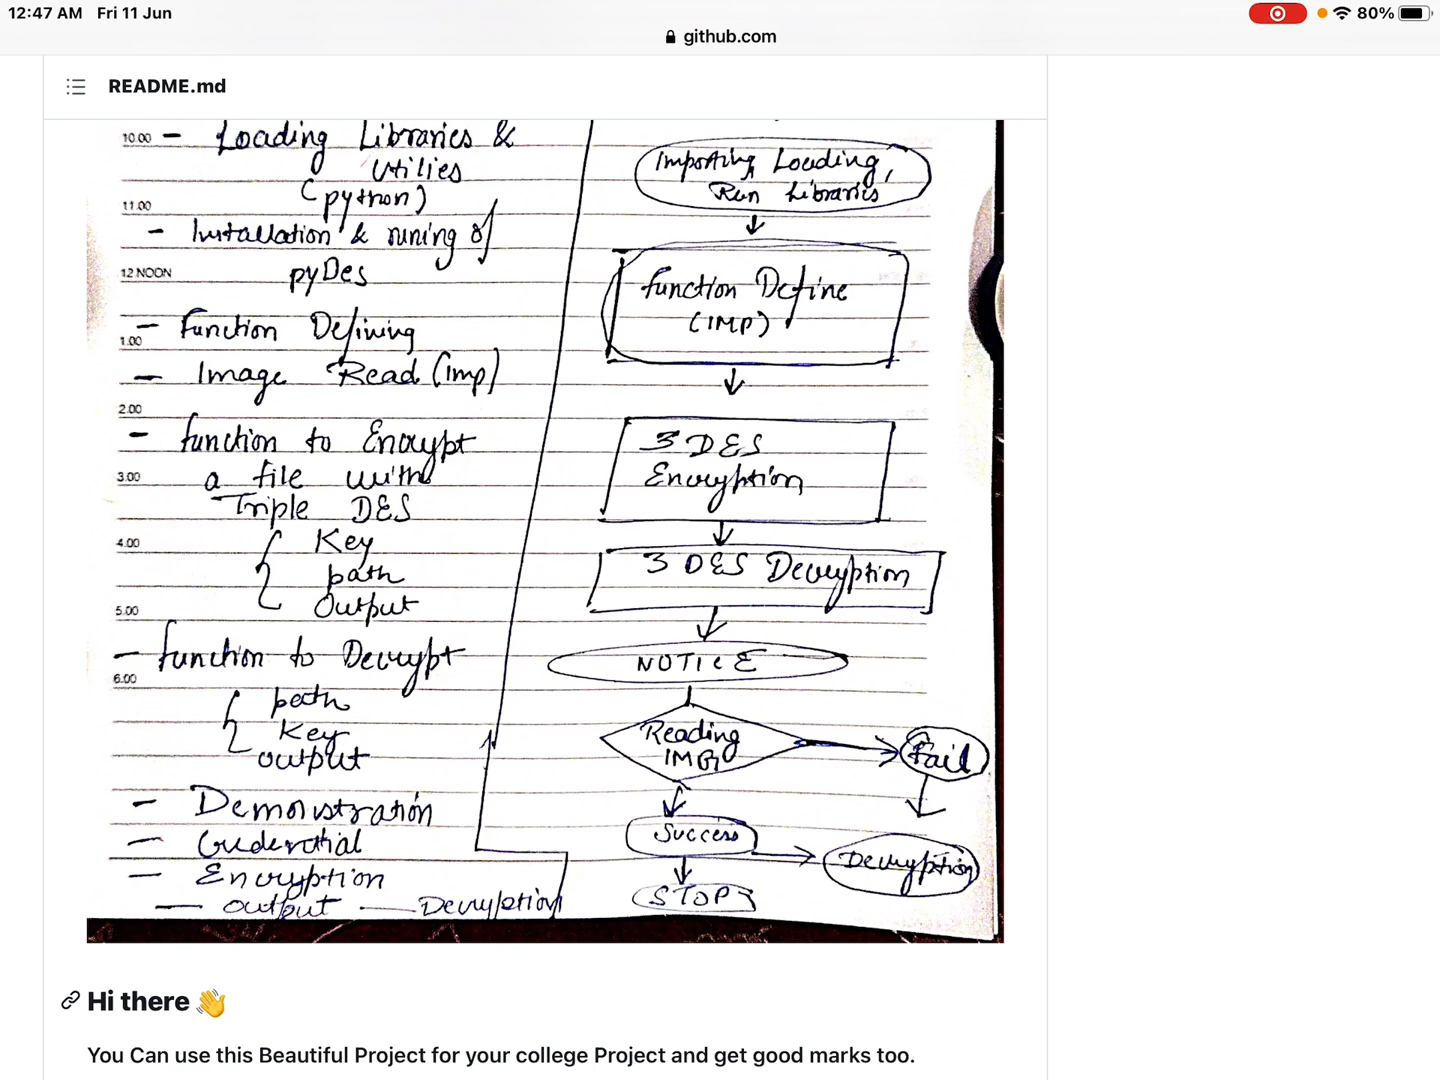 12:47 AM Fri 11 Jun
80%
github.com
README.md
10.00 - Loading Libraries &
Utilies
(python)
11.00
- Installation & runing of
12 NOON
pyDes
- Function Defining
1.00
- Image Read (imp)
2.00
- function to Encrypt
3.00 a file with
Triple DES
4.00 Key
path
Output
5.00
- function to Decrypt
6.00
path
Key
output
- Demonstration
- Credential
- Encryption
- output - Decryption
Importing, Loading,
Run Libraries
function Define
(IMP)
3 DES
Encryption
3 DES Decryption
NOTICE
Reading
IMG
Fail
Success
Decryption
STOP
Hi there 👋
You Can use this Beautiful Project for your college Project and get good marks too.